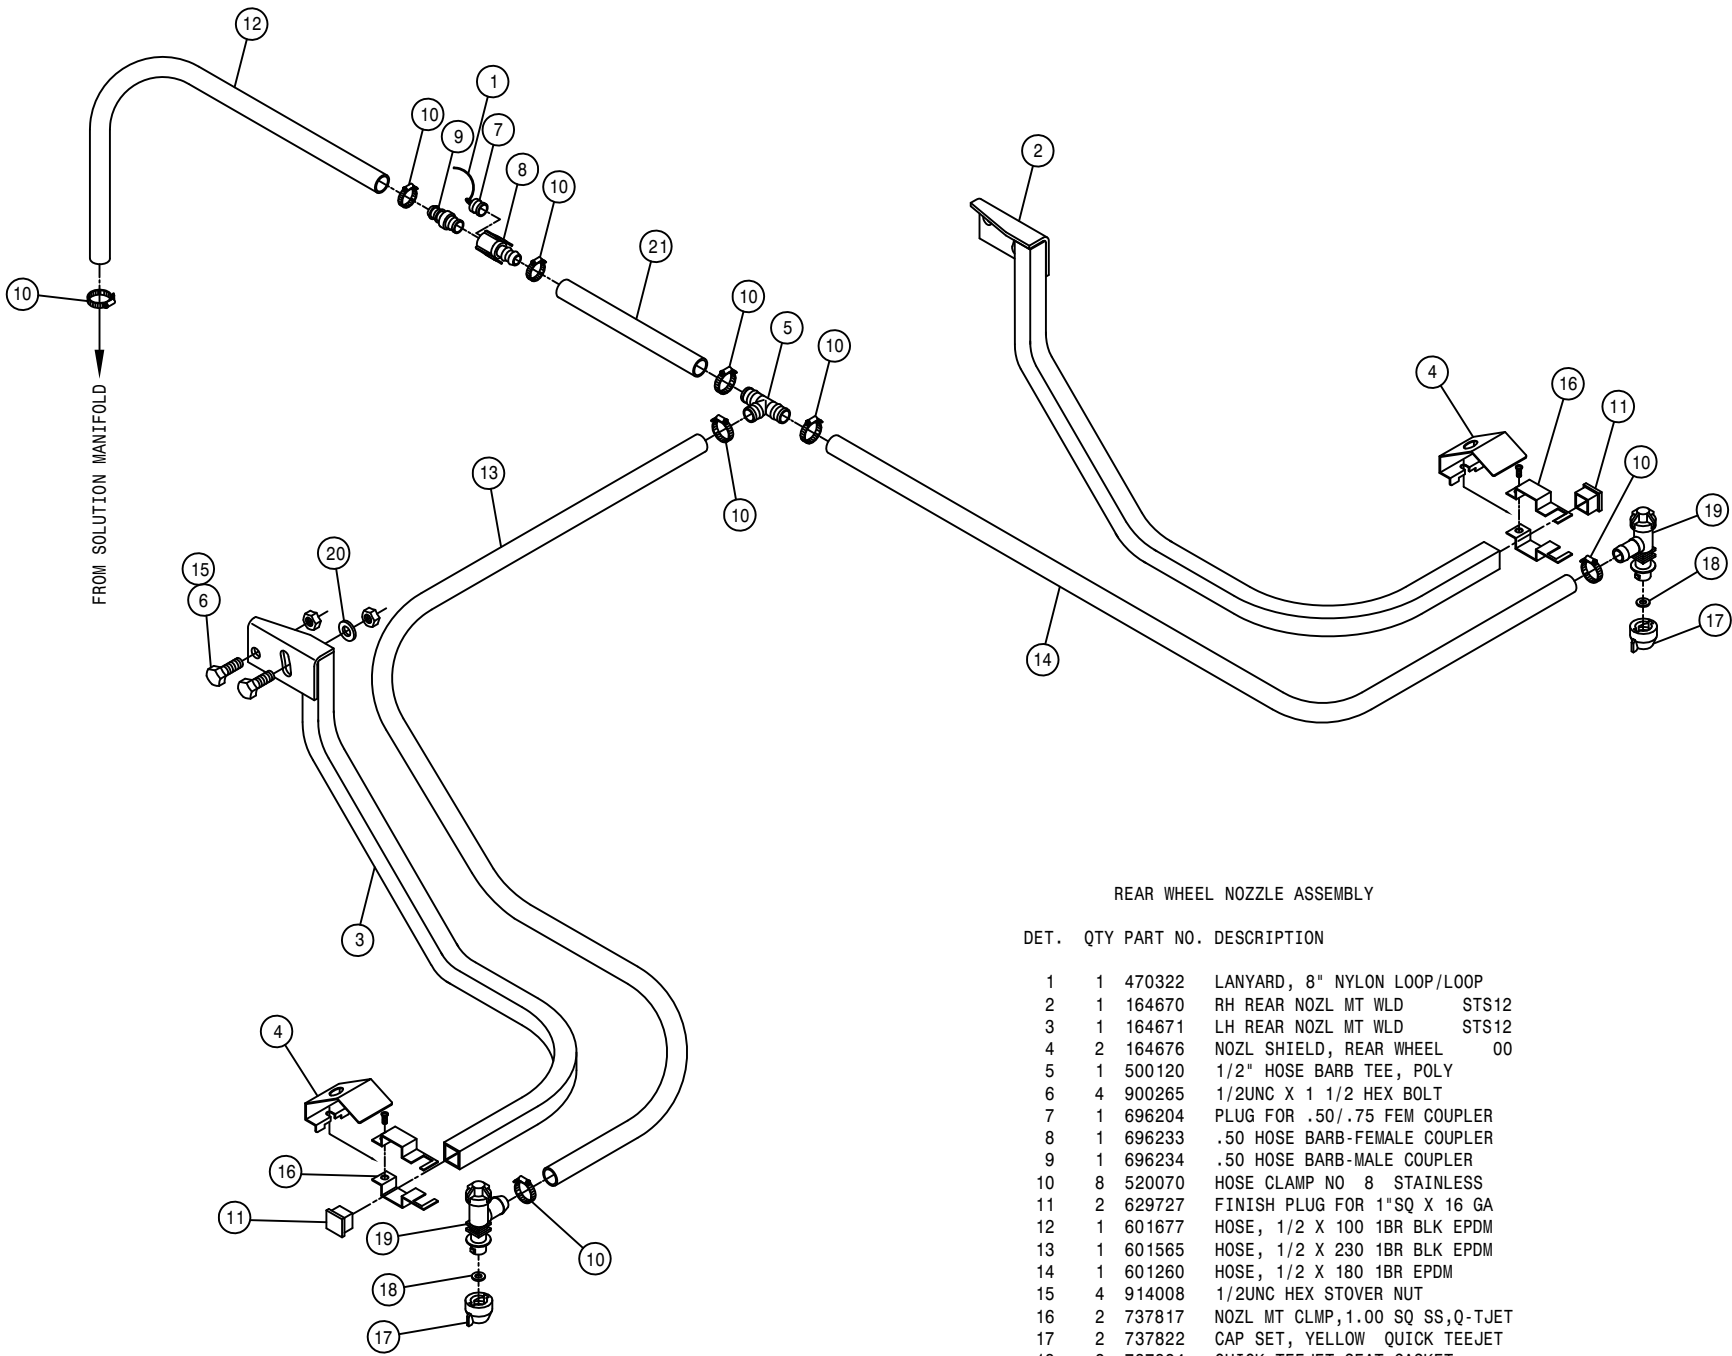 12
1
10
9
7
8
10
2
21
10
10
5
10
4
16
11
10
19
18
17
FROM SOLUTION MANIFOLD
13
10
20
15
6
14
3
4
16
11
19
10
18
17
REAR WHEEL NOZZLE ASSEMBLY
DET. QTY PART NO. DESCRIPTION
1 1 470322 LANYARD, 8" NYLON LOOP/LOOP
2 1 164670 RH REAR NOZL MT WLD STS12
3 1 164671 LH REAR NOZL MT WLD STS12
4 2 164676 NOZL SHIELD, REAR WHEEL 00
5 1 500120 1/2" HOSE BARB TEE, POLY
6 4 900265 1/2UNC X 1 1/2 HEX BOLT
7 1 696204 PLUG FOR .50/.75 FEM COUPLER
8 1 696233 .50 HOSE BARB-FEMALE COUPLER
9 1 696234 .50 HOSE BARB-MALE COUPLER
10 8 520070 HOSE CLAMP NO 8 STAINLESS
11 2 629727 FINISH PLUG FOR 1"SQ X 16 GA
12 1 601677 HOSE, 1/2 X 100 1BR BLK EPDM
13 1 601565 HOSE, 1/2 X 230 1BR BLK EPDM
14 1 601260 HOSE, 1/2 X 180 1BR EPDM
15 4 914008 1/2UNC HEX STOVER NUT
16 2 737817 NOZL MT CLMP,1.00 SQ SS,Q-TJET
17 2 737822 CAP SET, YELLOW QUICK TEEJET